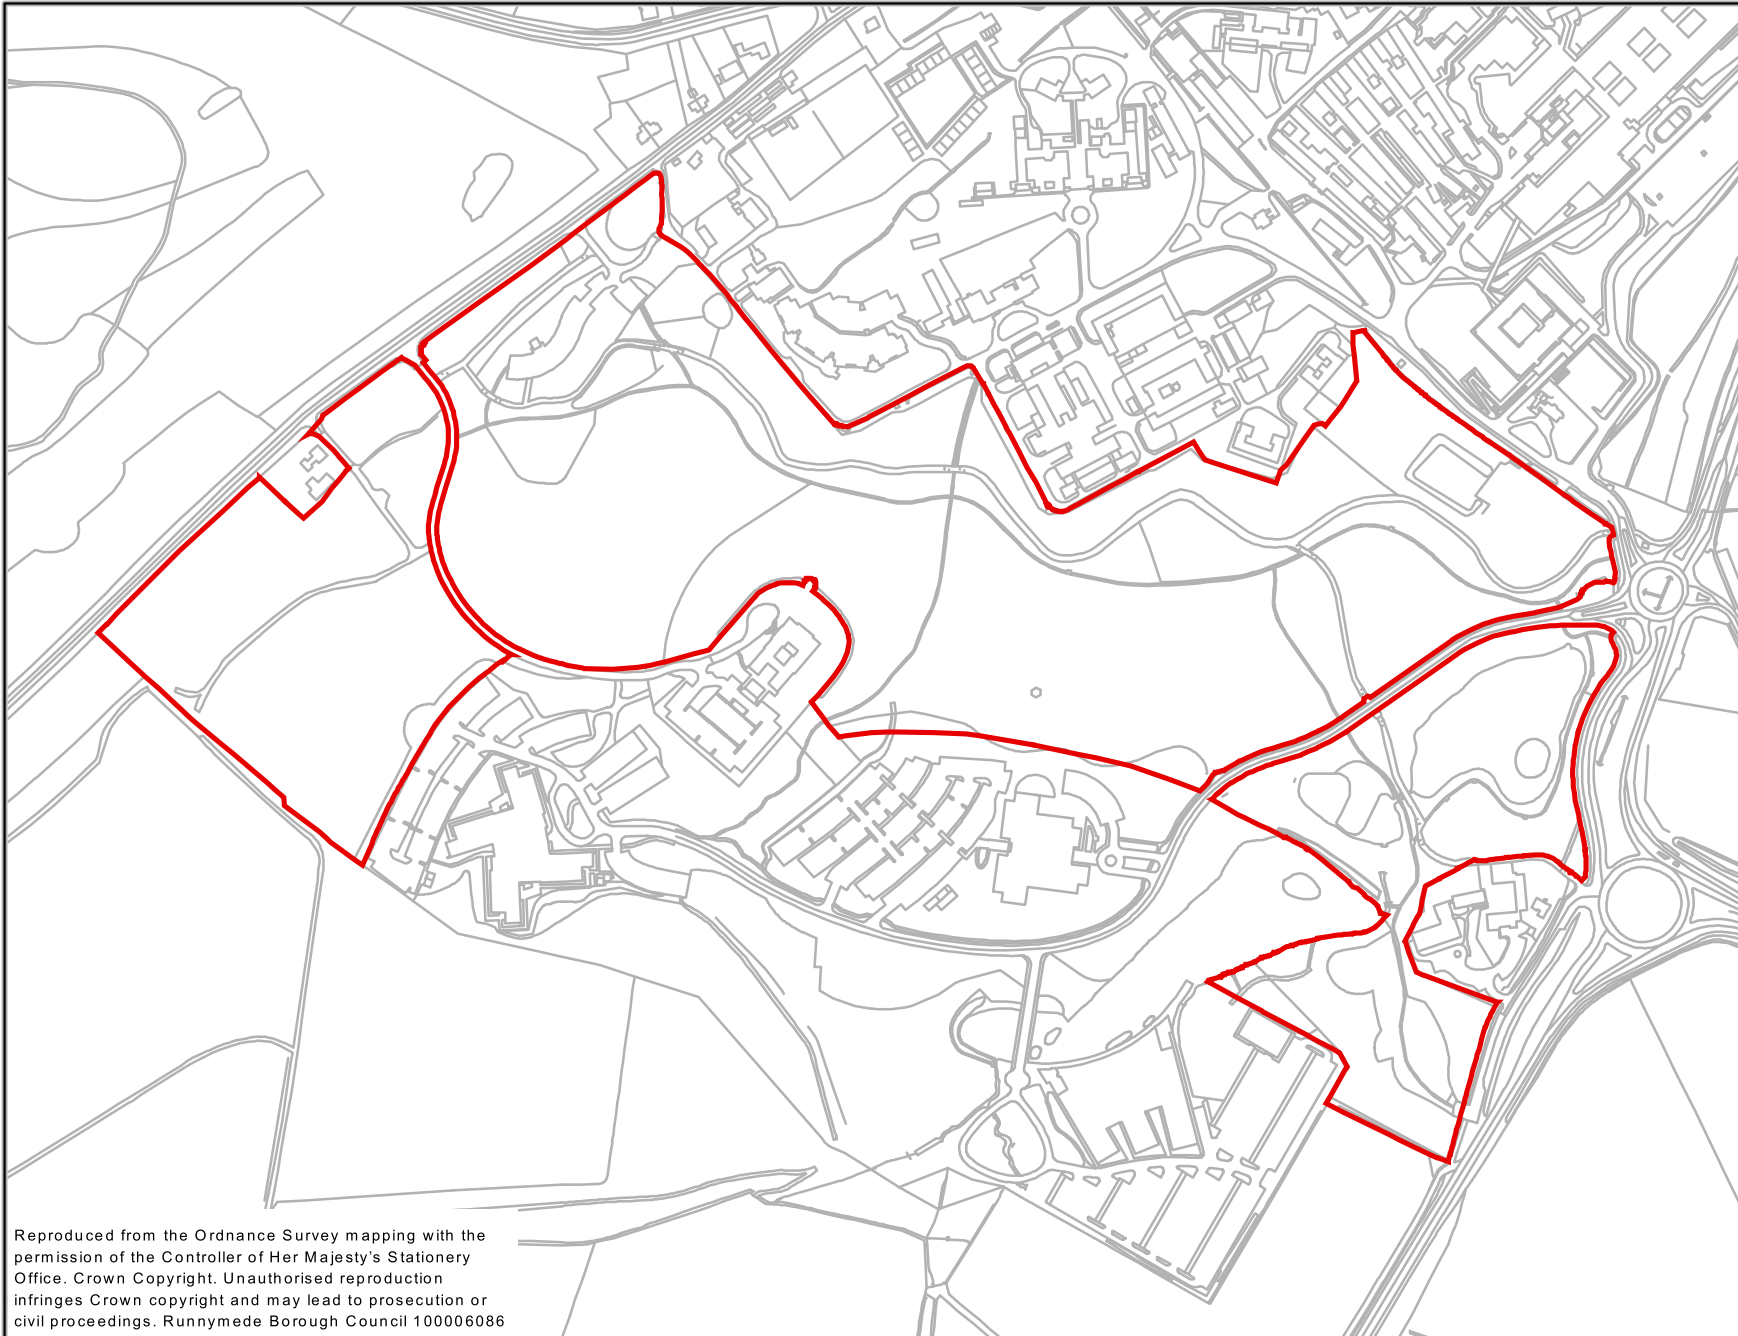 Reproduced from the Ordnance Survey mapping with the
permission of the Controller of Her Majesty's Stationery
Office. Crown Copyright. Unauthorised reproduction
infringes Crown copyright and may lead to prosecution or
civil proceedings. Runnymede Borough Council 100006086